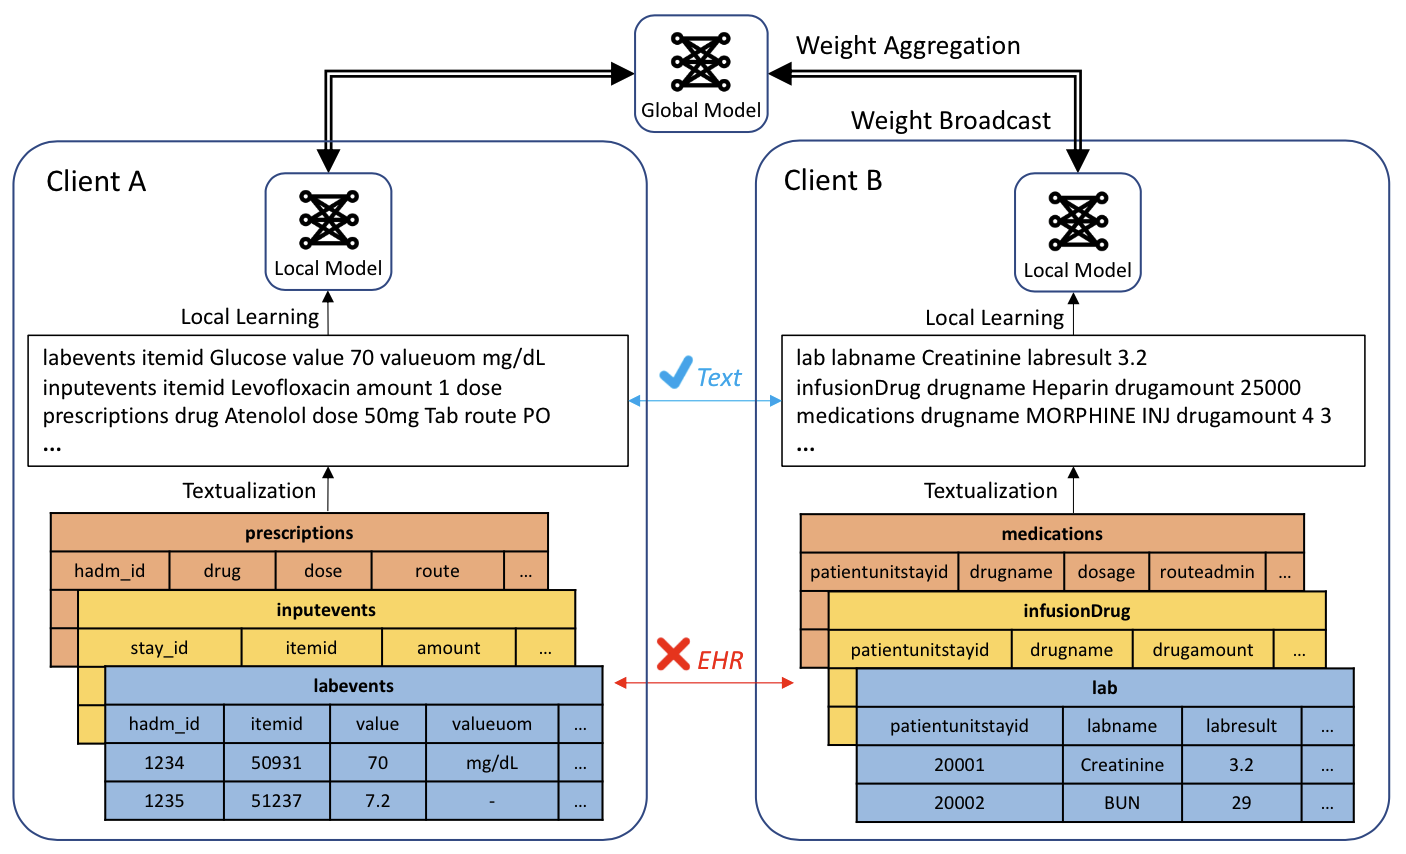 Weight Aggregation
Global Model
Weight Broadcast
Client A
Local Model
Local Learning
labevents itemid Glucose value 70 valueuom mg/dL
inputevents itemid Levofloxacin amount 1 dose
prescriptions drug Atenolol dose 50mg Tab route PO
...
Textualization
prescriptions
hadm_id drug dose route ...
inputevents
stay_id itemid amount ...
labevents
hadm_id itemid value valueuom ...
1234 50931 70 mg/dL ...
1235 51237 7.2 - ...
Text
EHR
Client B
Local Model
Local Learning
lab labname Creatinine labresult 3.2
infusionDrug drugname Heparin drugamount 25000
medications drugname MORPHINE INJ drugamount 4 3
...
Textualization
medications
patientunitstayid drugname dosage routeadmin ...
infusionDrug
patientunitstayid drugname drugamount ...
lab
patientunitstayid labname labresult ...
20001 Creatinine 3.2 ...
20002 BUN 29 ...